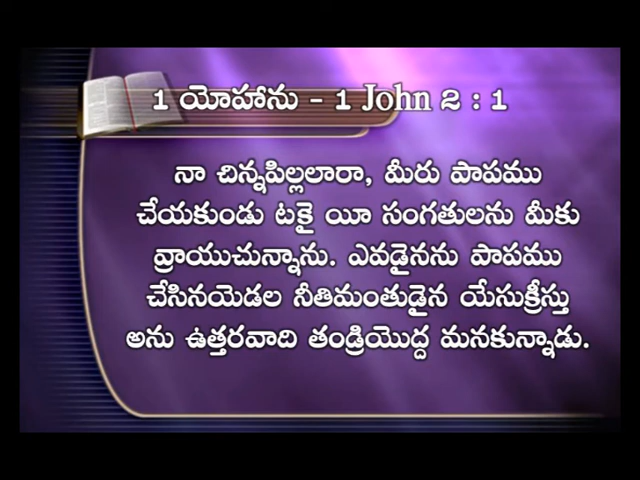 1 యోహాను - 1 John 2 : 1
నా చిన్నపిల్లలారా, మీరు పాపము
చేయకుండు టకై యీ సంగతులను మీకు
వ్రాయుచున్నాను. ఎవడైనను పాపము
చేసినయెడల నీతిమంతుడైన యేసుక్రీస్తు
అను ఉత్తరవాది తండ్రియొద్ద మనకున్నాడు.